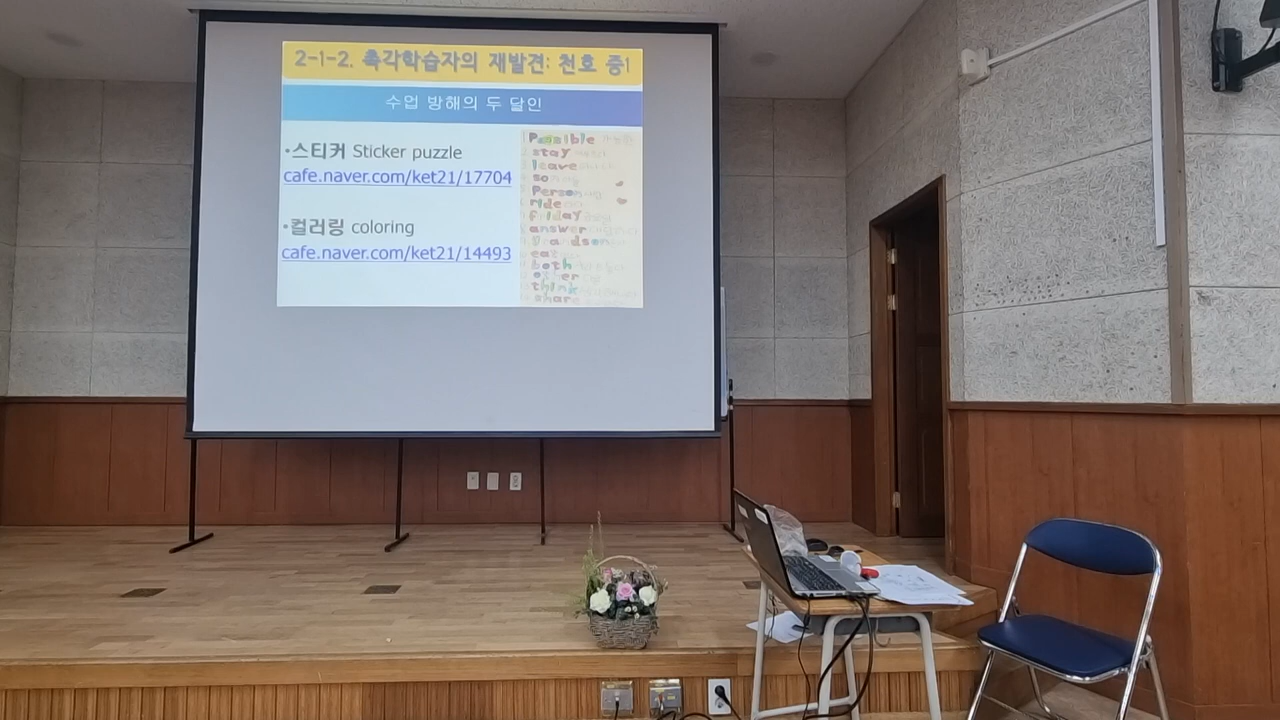 2-1-2. 촉각학습자의 재발견: 천호 중1
수업 방해의 두 달인
•스티커 Sticker puzzle
cafe.naver.com/ket21/17704
•컬러링 coloring
cafe.naver.com/ket21/14493
Possible
stay
leave
so
Person
ride
friday
answer
eat
both
other
think
share